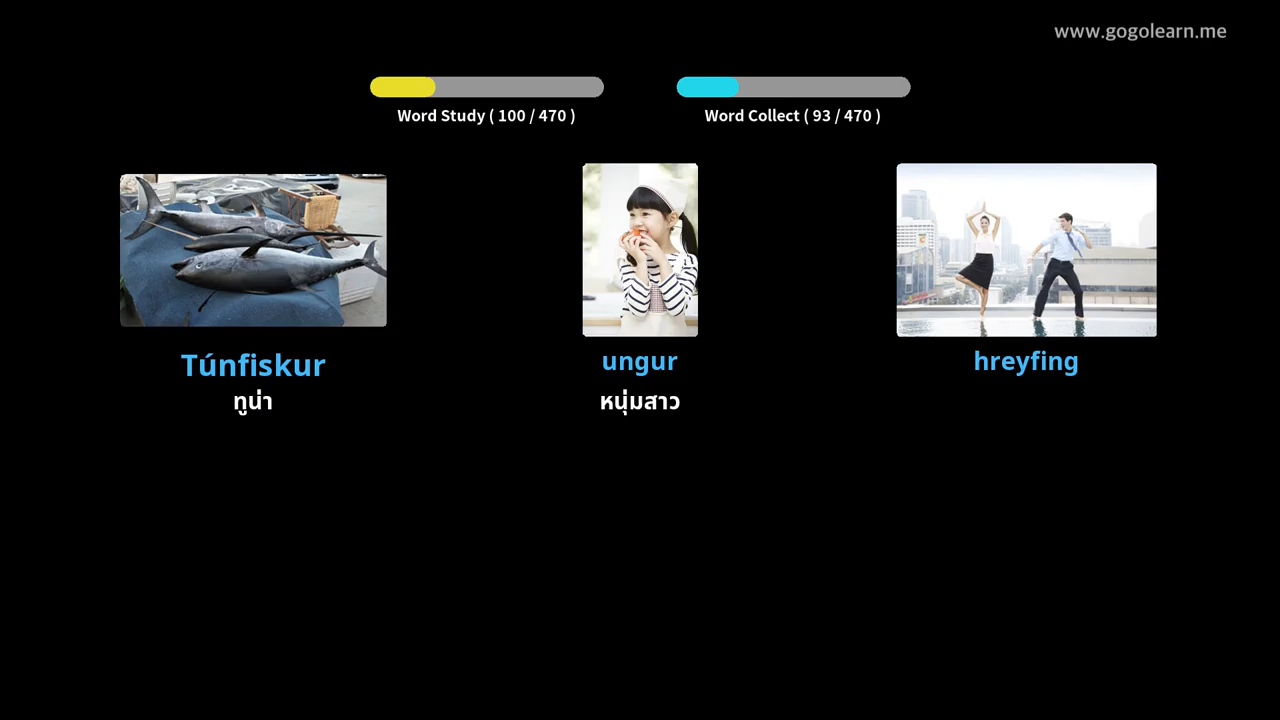 www.gogolearn.me
Word Study ( 100 / 470 )
Word Collect ( 93 / 470 )
Túnfiskur
ทูน่า
ungur
หนุ่มสาว
hreyfing